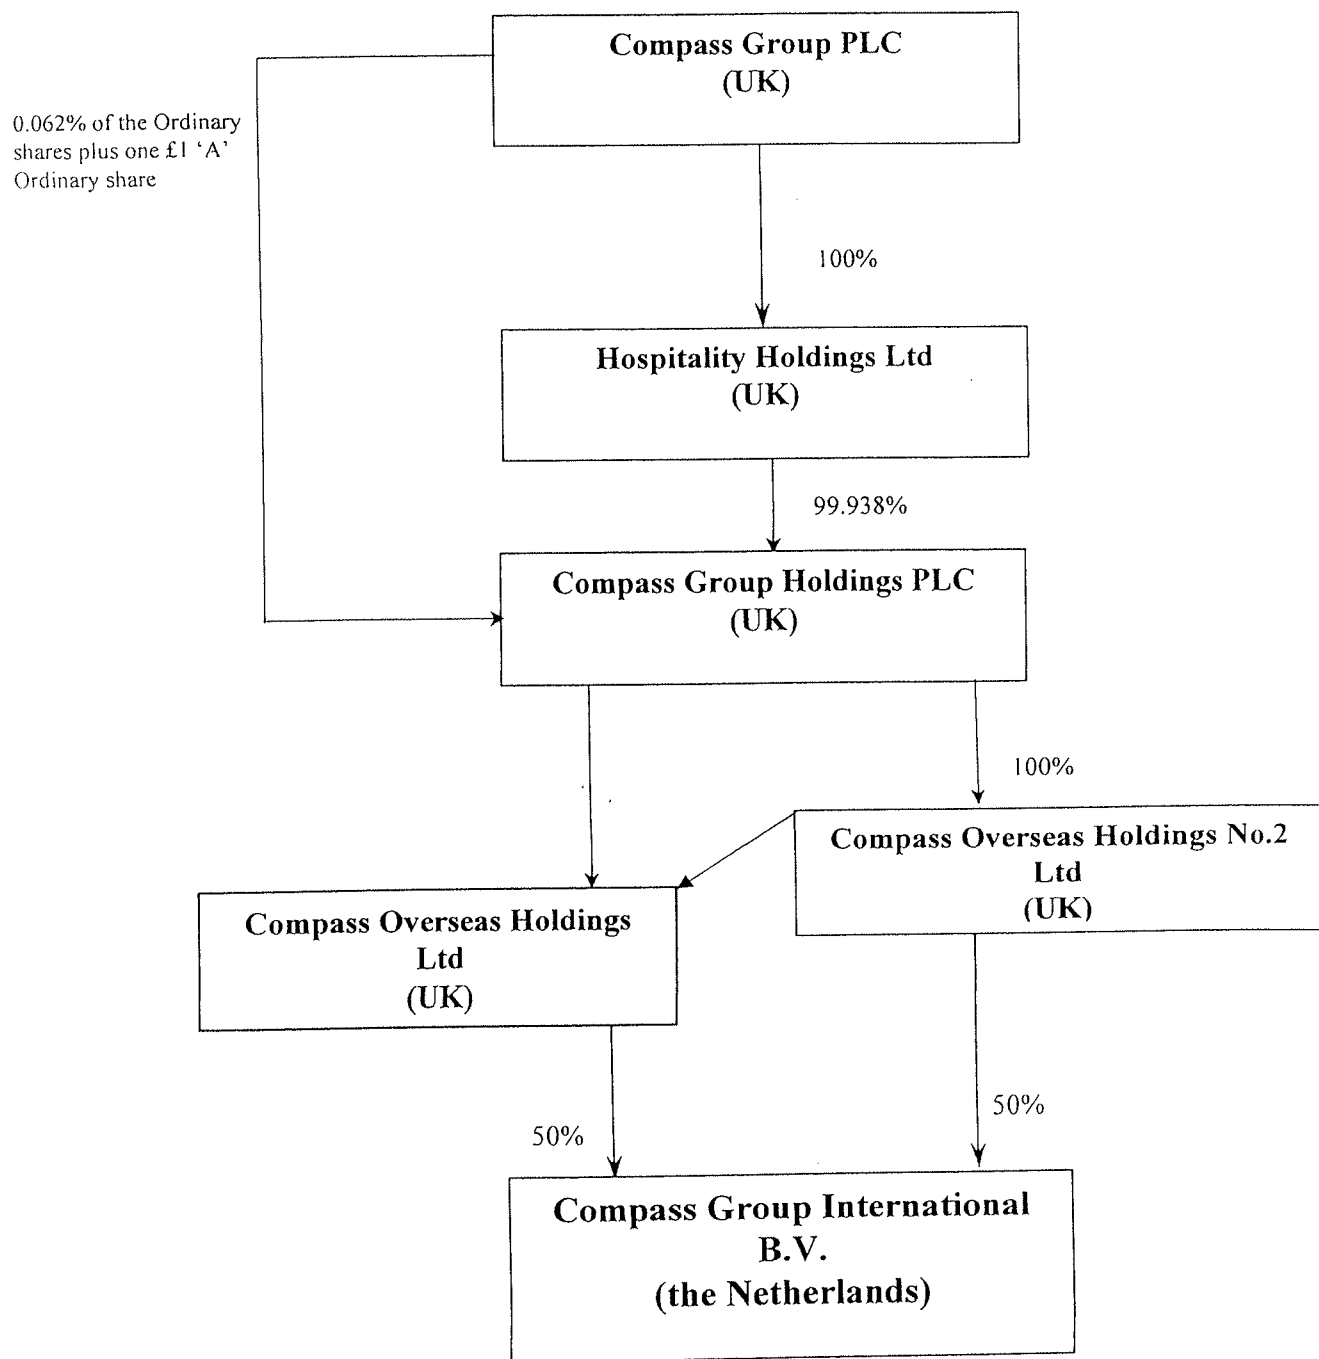 Compass Group PLC
(UK)
0.062% of the Ordinary
shares plus one £1 ‘A’
Ordinary share
100%
Hospitality Holdings Ltd
(UK)
99.938%
Compass Group Holdings PLC
(UK)
100%
Compass Overseas Holdings No.2
Ltd
(UK)
Compass Overseas Holdings
Ltd
(UK)
50%
50%
Compass Group International
B.V.
(the Netherlands)